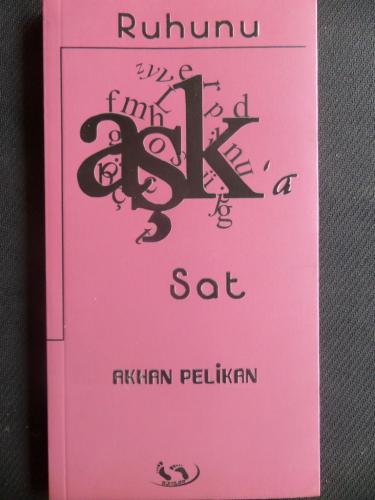 Ruhunu
aşk'a
Sat
AKHAN PELİKAN